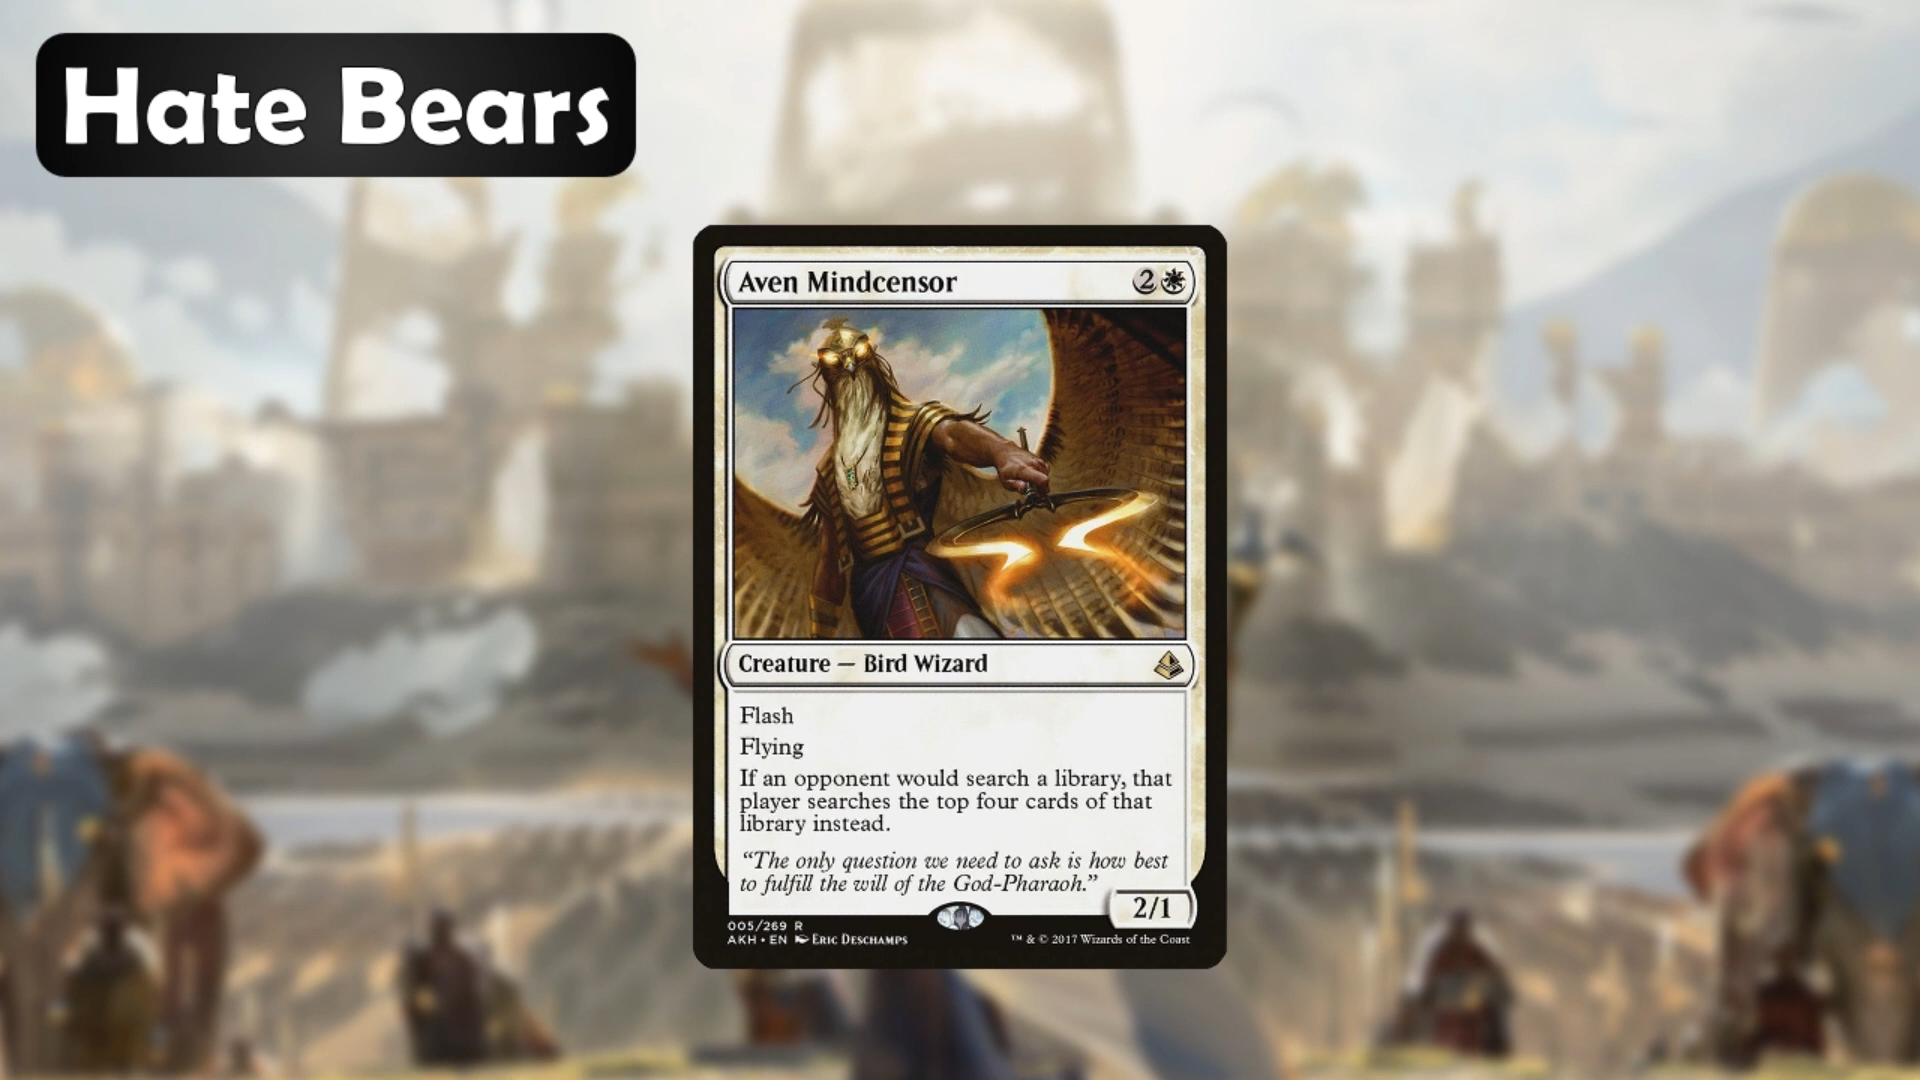 Hate Bears
Aven Mindcensor 2
Creature — Bird Wizard
Flash
Flying
If an opponent would search a library, that
player searches the top four cards of that
library instead.
“The only question we need to ask is how best
to fulfill the will of the God-Pharaoh.”
2/1
005/269 R
AKH • EN Eric Deschamps
™ & © 2017 Wizards of the Coast